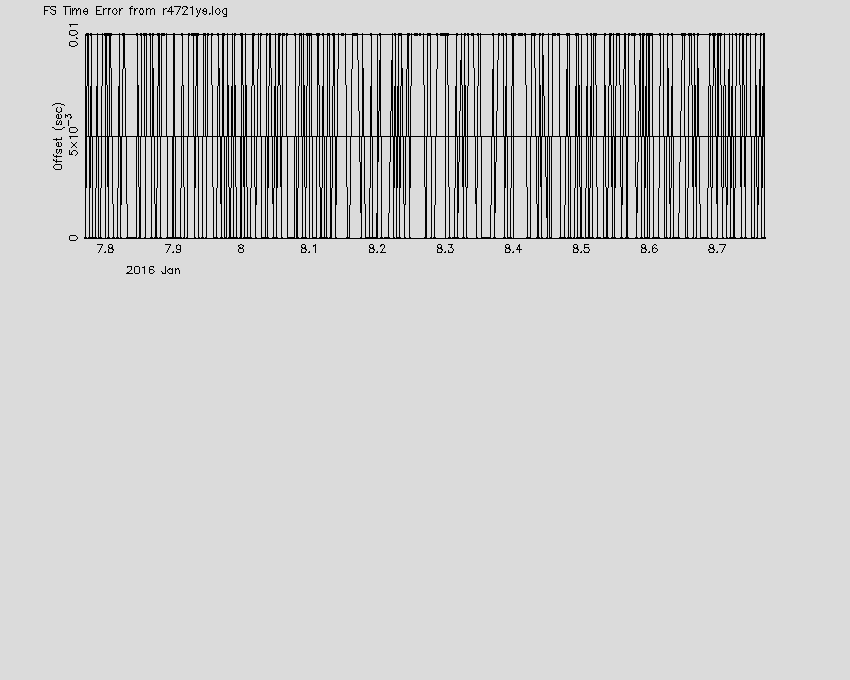 FS Time Error from r4721ye.log
0.01
Offset (sec)
5×10⁻³
0
7.8 7.9 8 8.1 8.2 8.3 8.4 8.5 8.6 8.7
2016 Jan